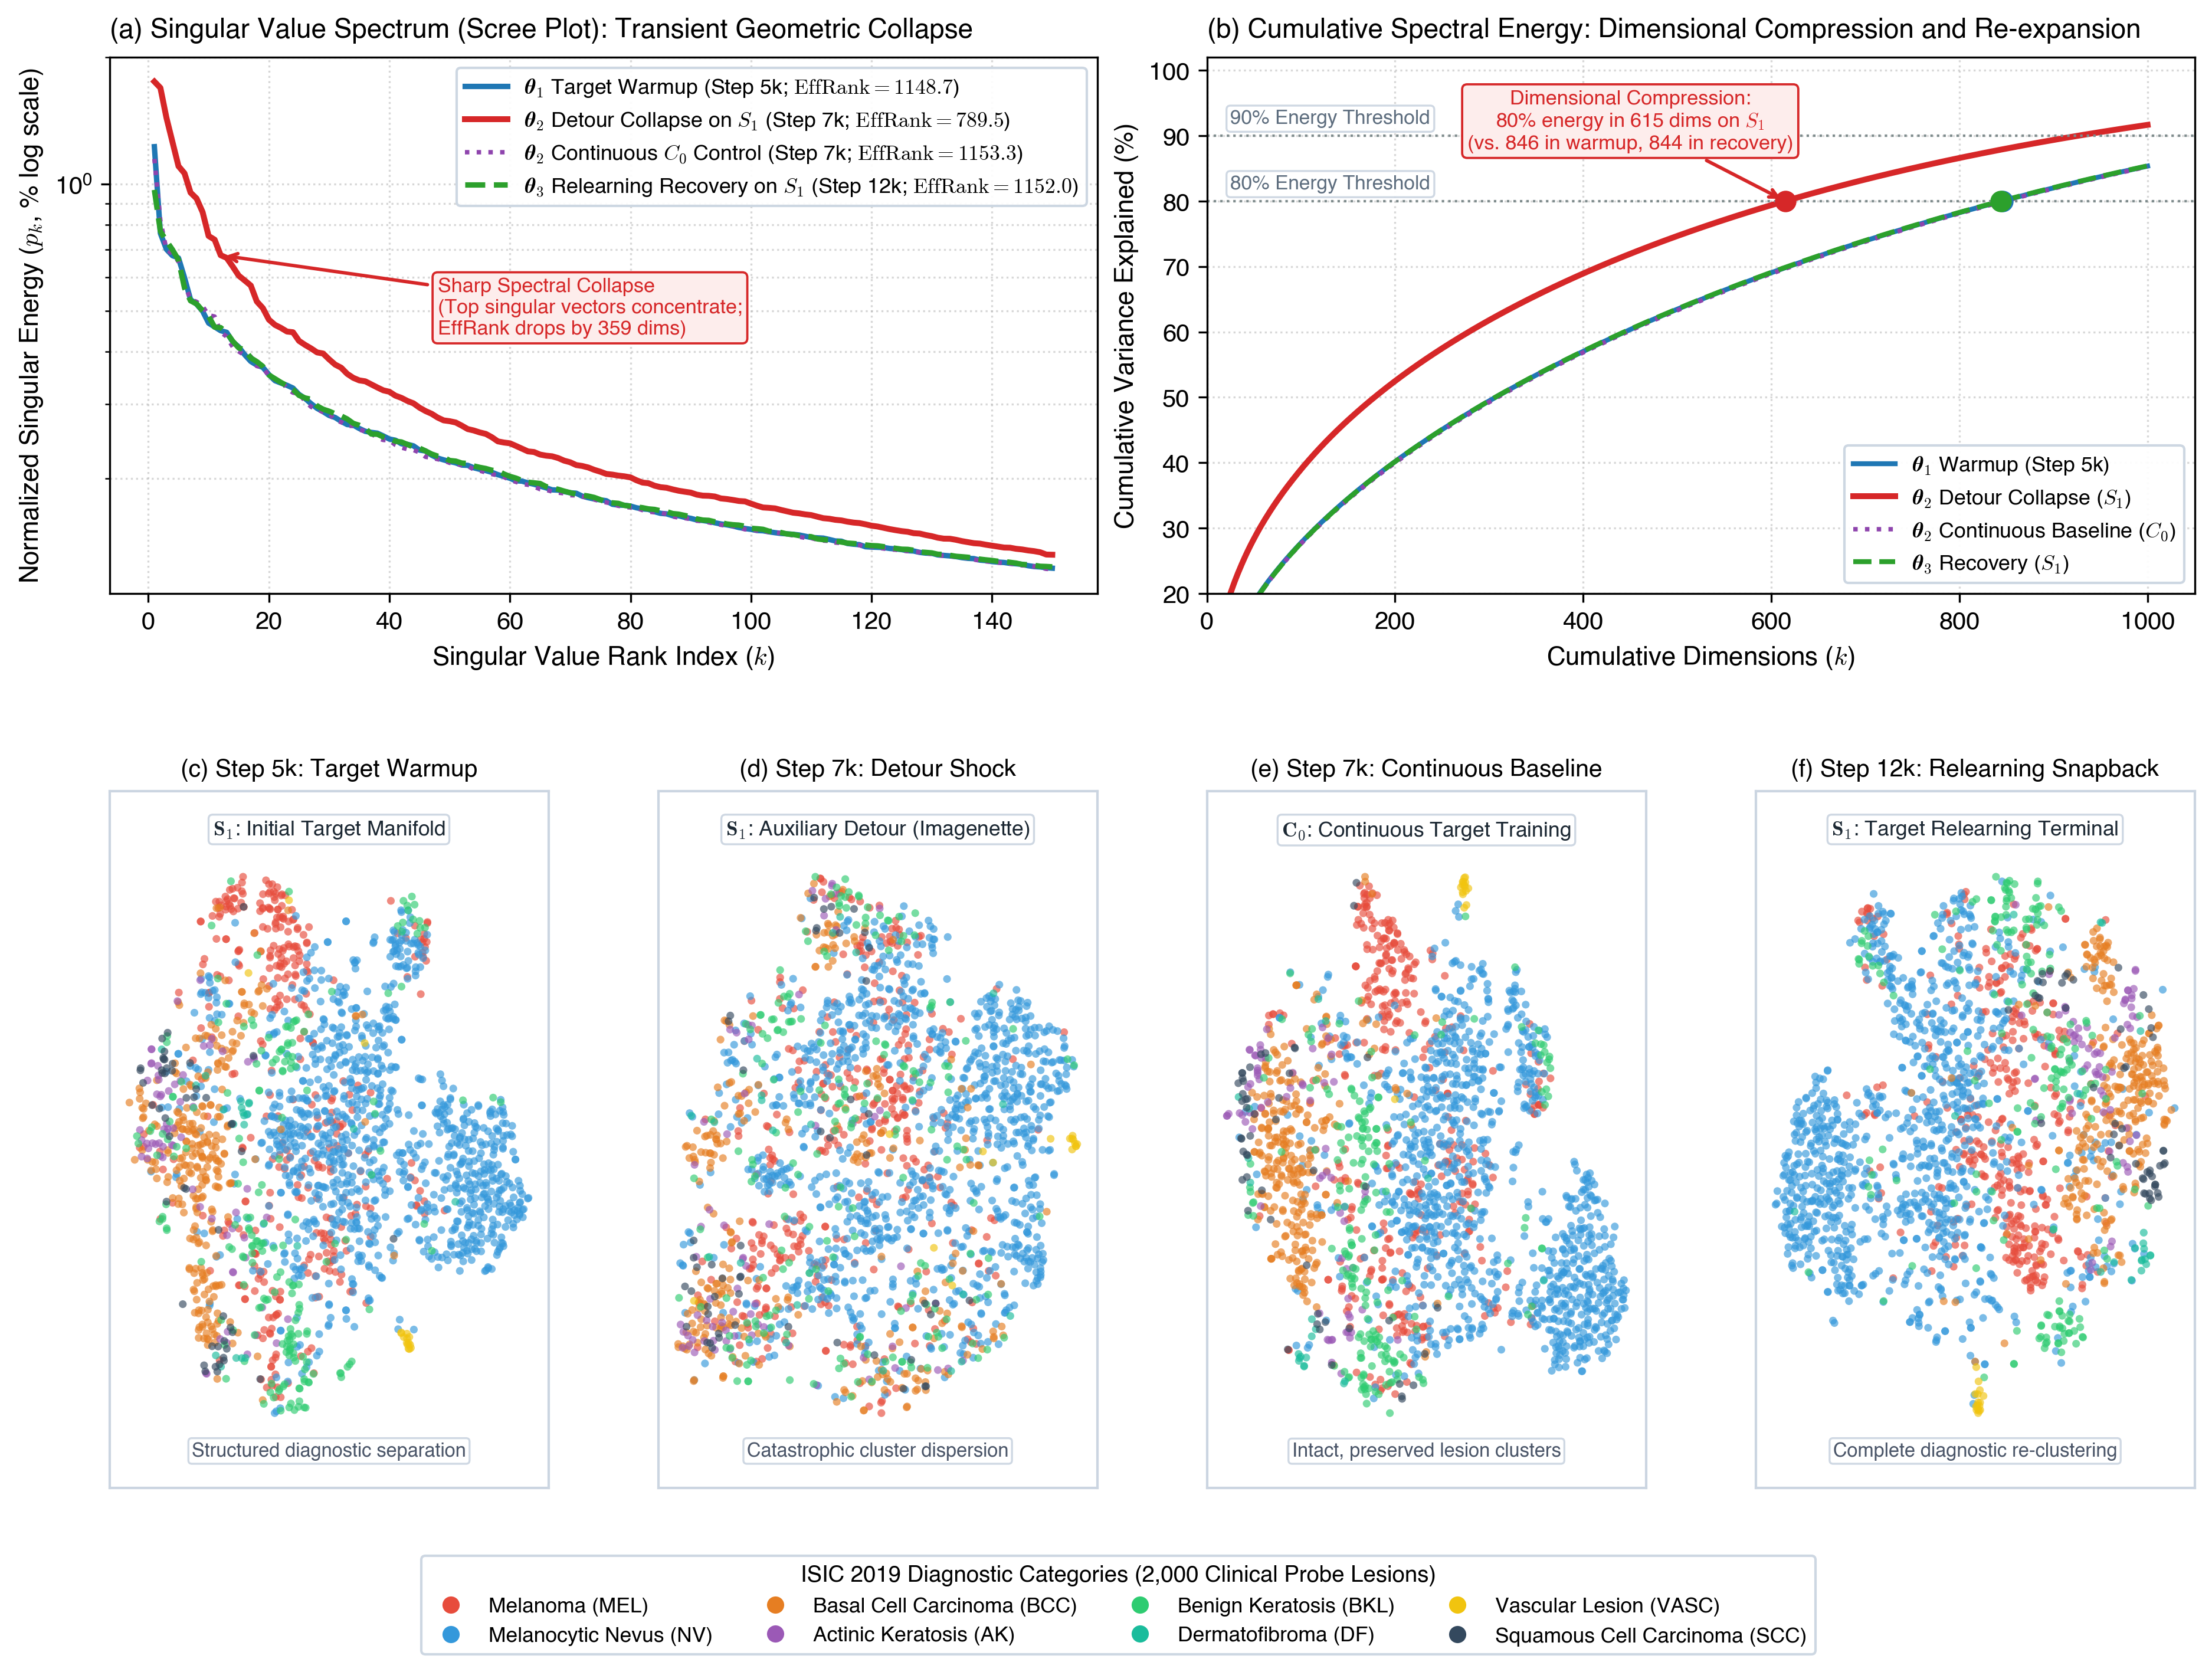 (a) Singular Value Spectrum (Scree Plot): Transient Geometric Collapse
Normalized Singular Energy (pₖ, % log scale)
10⁰
θ₁ Target Warmup (Step 5k; EffRank = 1148.7)
θ₂ Detour Collapse on S₁ (Step 7k; EffRank = 789.5)
θ₂ Continuous C₀ Control (Step 7k; EffRank = 1153.3)
θ₃ Relearning Recovery on S₁ (Step 12k; EffRank = 1152.0)
Sharp Spectral Collapse
(Top singular vectors concentrate;
EffRank drops by 359 dims)
0 20 40 60 80 100 120 140
Singular Value Rank Index (k)
(b) Cumulative Spectral Energy: Dimensional Compression and Re-expansion
Cumulative Variance Explained (%)
100
90
80
70
60
50
40
30
20
90% Energy Threshold
80% Energy Threshold
Dimensional Compression:
80% energy in 615 dims on S₁
(vs. 846 in warmup, 844 in recovery)
θ₁ Warmup (Step 5k)
θ₂ Detour Collapse (S₁)
θ₂ Continuous Baseline (C₀)
θ₃ Recovery (S₁)
0 200 400 600 800 1000
Cumulative Dimensions (k)
(c) Step 5k: Target Warmup
S₁: Initial Target Manifold
Structured diagnostic separation
(d) Step 7k: Detour Shock
S₁: Auxiliary Detour (Imagenette)
Catastrophic cluster dispersion
(e) Step 7k: Continuous Baseline
C₀: Continuous Target Training
Intact, preserved lesion clusters
(f) Step 12k: Relearning Snapback
S₁: Target Relearning Terminal
Complete diagnostic re-clustering
ISIC 2019 Diagnostic Categories (2,000 Clinical Probe Lesions)
Melanoma (MEL) Basal Cell Carcinoma (BCC) Benign Keratosis (BKL) Vascular Lesion (VASC)
Melanocytic Nevus (NV) Actinic Keratosis (AK) Dermatofibroma (DF) Squamous Cell Carcinoma (SCC)